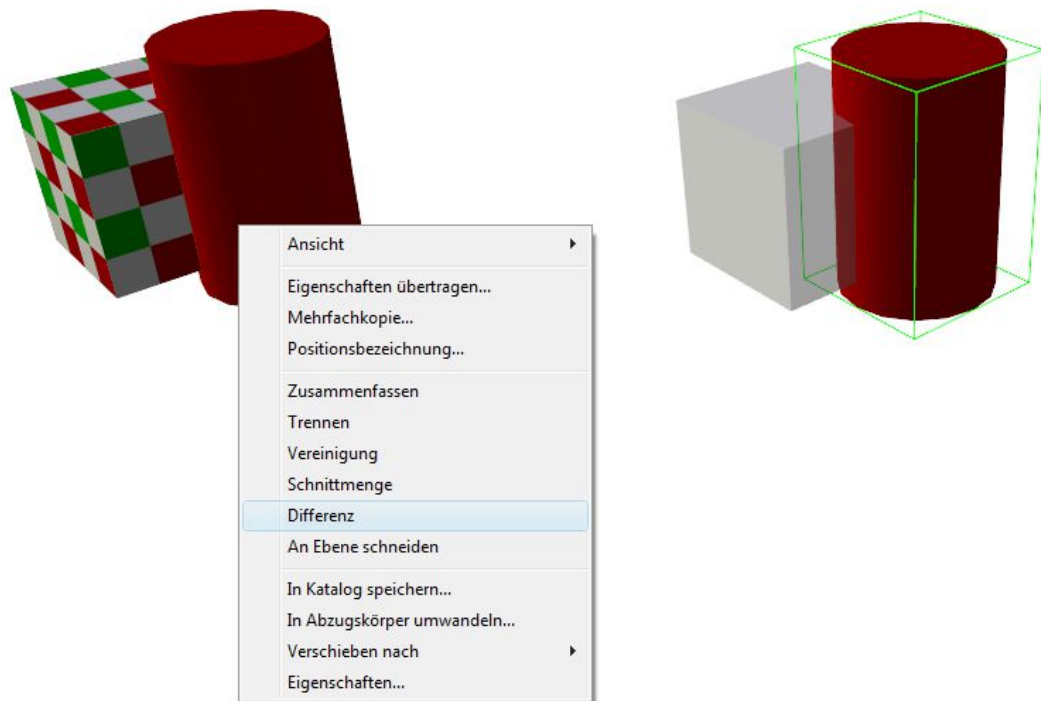 Ansicht
Eigenschaften übertragen...
Mehrfachkopie...
Positionsbezeichnung...
Zusammenfassen
Trennen
Vereinigung
Schnittmenge
Differenz
An Ebene schneiden
In Katalog speichern...
In Abzugskörper umwandeln...
Verschieben nach
Eigenschaften...